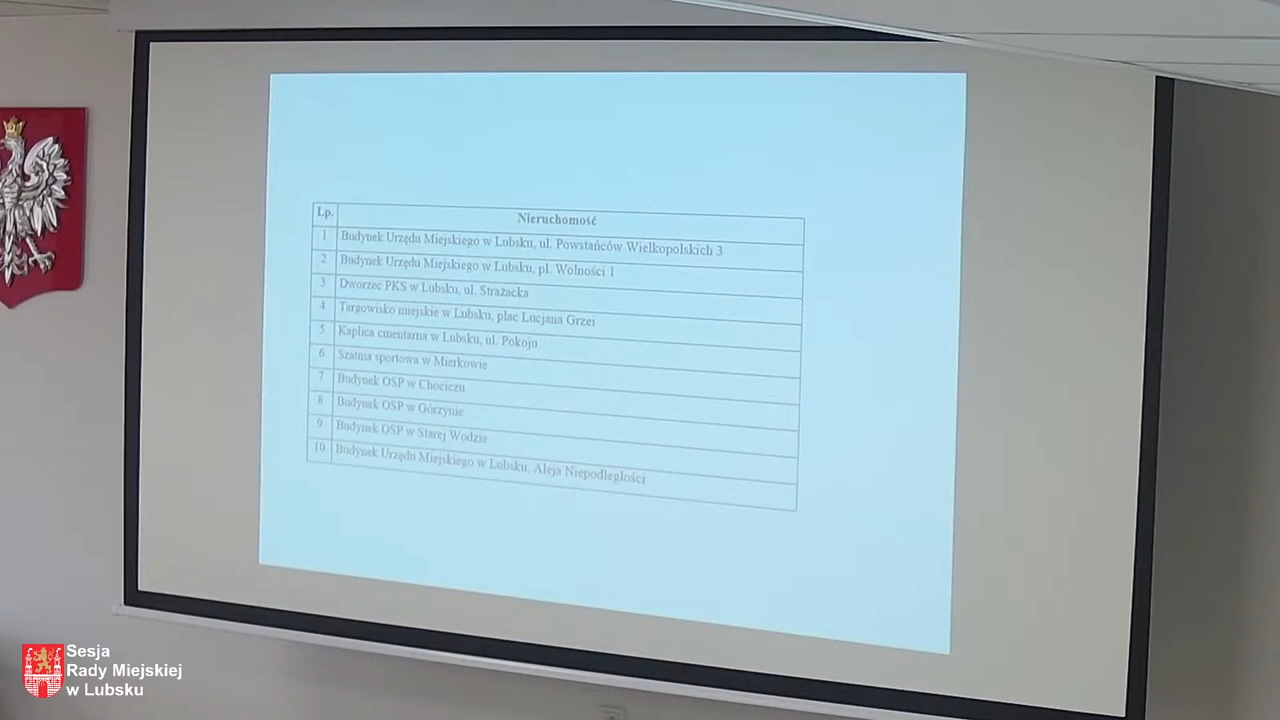 Lp. Nieruchomość
1 Budynek Urzędu Miejskiego w Lubsku, ul. Powstańców Wielkopolskich 3
2 Budynek Urzędu Miejskiego w Lubsku, pl. Wolności 1
3 Dworzec PKS w Lubsku, ul. Strażacka
4 Targowisko miejskie w Lubsku, plac Lucjana Grzei
5 Kaplica cmentarna w Lubsku, ul. Pokoju
6 Szatnia sportowa w Mierkowie
7 Budynek OSP w Chociczu
8 Budynek OSP w Górzynie
9 Budynek OSP w Starej Wodzie
10 Budynek Urzędu Miejskiego w Lubsku, Aleja Niepodległości
Sesja
Rady Miejskiej
w Lubsku